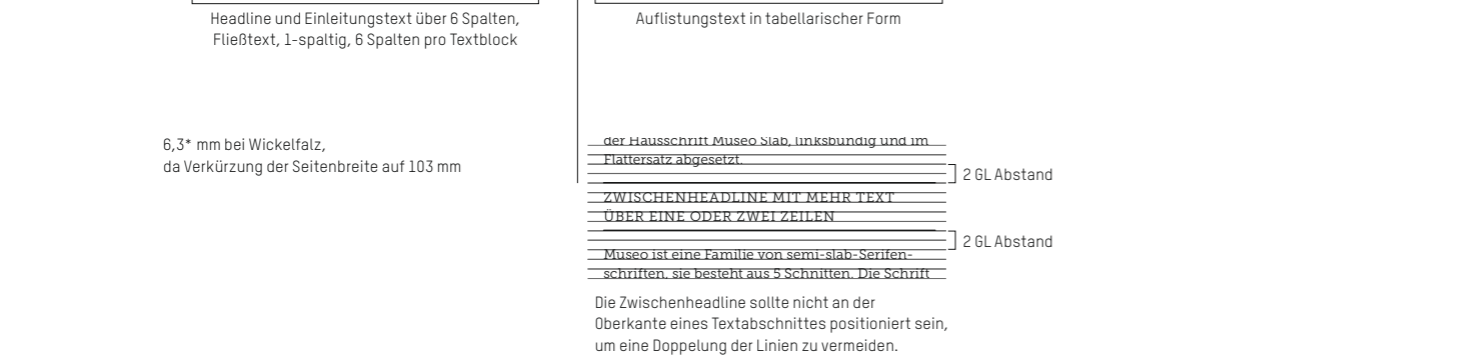 Headline und Einleitungstext über 6 Spalten,
Fließtext, 1-spaltig, 6 Spalten pro Textblock
Auflistungstext in tabellarischer Form
6,3* mm bei Wickelfalz,
da Verkürzung der Seitenbreite auf 103 mm
der Hausschrift Museo Slab, linksbündig und im
Flattersatz abgesetzt.
2 GL Abstand
ZWISCHENHEADLINE MIT MEHR TEXT
ÜBER EINE ODER ZWEI ZEILEN
2 GL Abstand
Museo ist eine Familie von semi-slab-Serifen-
schriften, sie besteht aus 5 Schnitten. Die Schrift
Die Zwischenheadline sollte nicht an der
Oberkante eines Textabschnittes positioniert sein,
um eine Doppelung der Linien zu vermeiden.